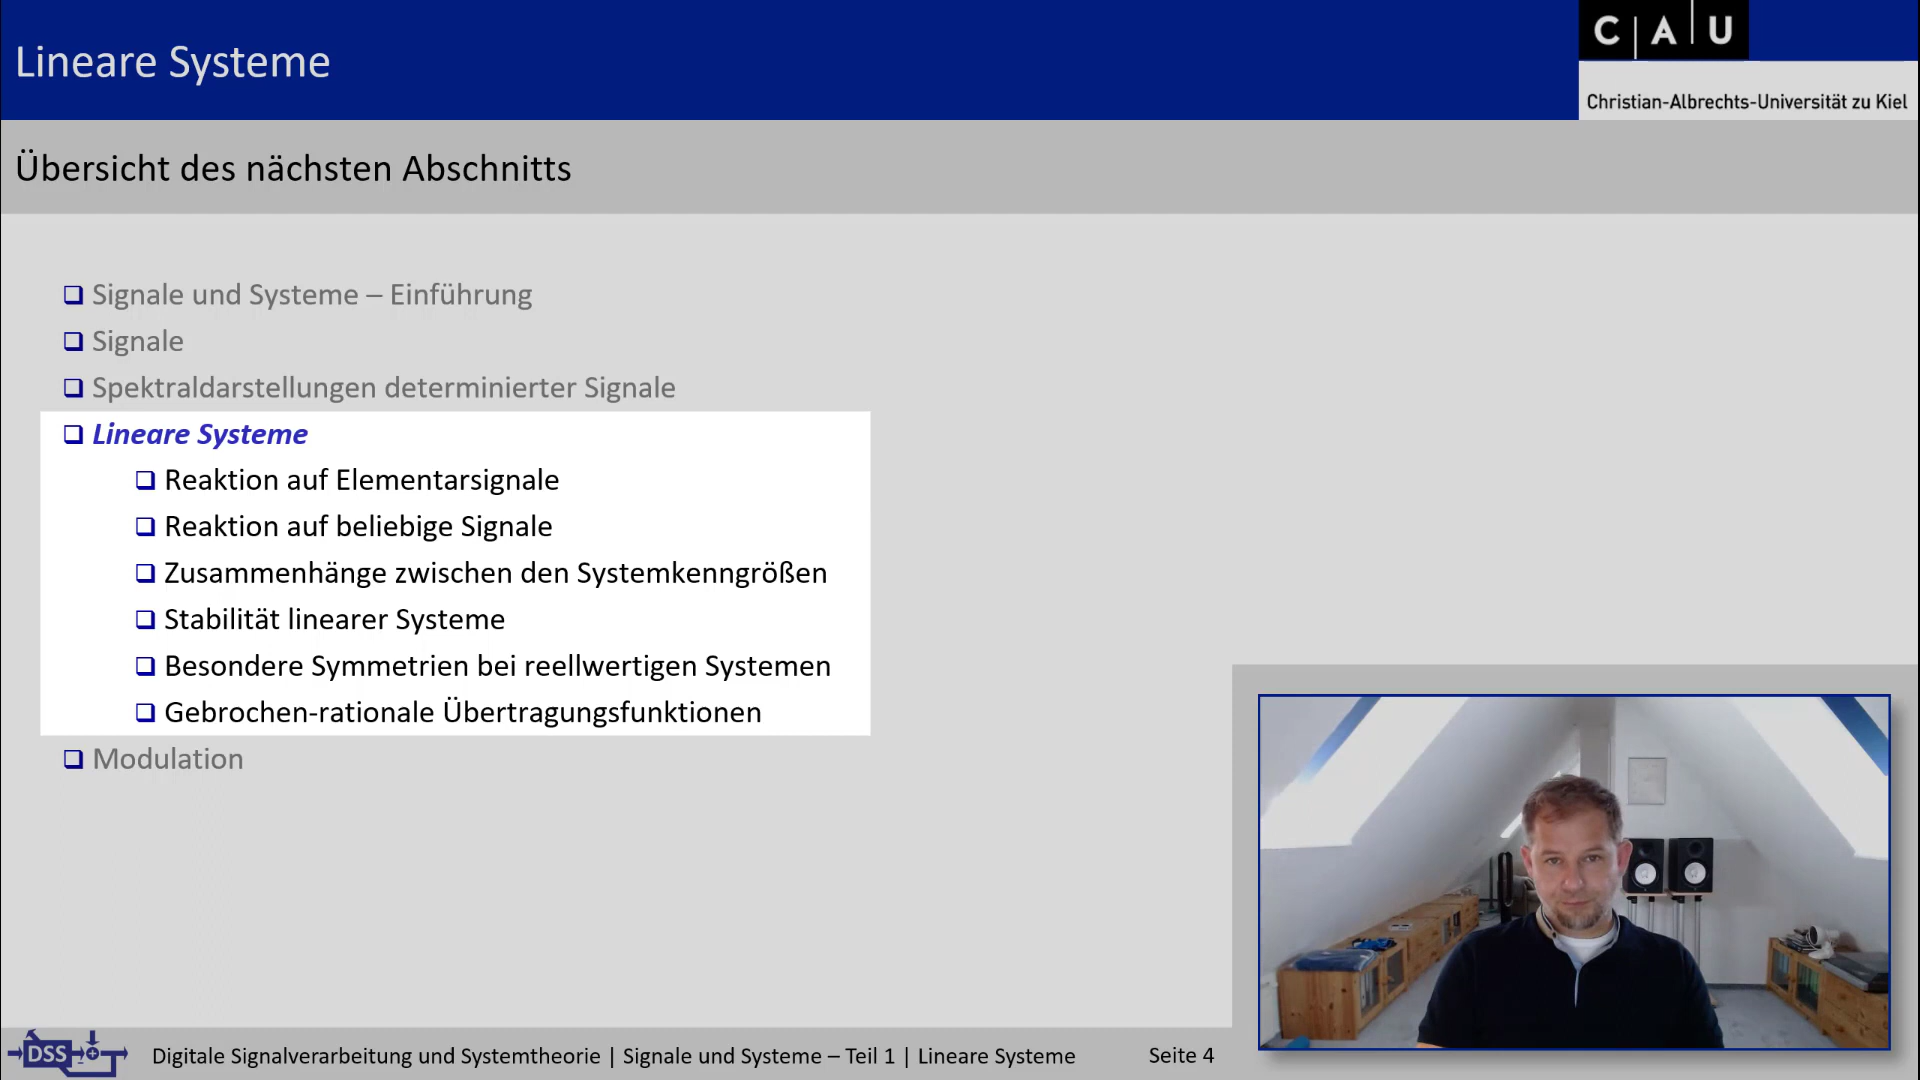 Lineare Systeme
CAU
Christian-Albrechts-Universität zu Kiel
Übersicht des nächsten Abschnitts
Signale und Systeme – Einführung
Signale
Spektraldarstellungen determinierter Signale
Lineare Systeme
Reaktion auf Elementarsignale
Reaktion auf beliebige Signale
Zusammenhänge zwischen den Systemkenngrößen
Stabilität linearer Systeme
Besondere Symmetrien bei reellwertigen Systemen
Gebrochen-rationale Übertragungsfunktionen
Modulation
DSS
Digitale Signalverarbeitung und Systemtheorie | Signale und Systeme – Teil 1 | Lineare Systeme
Seite 4